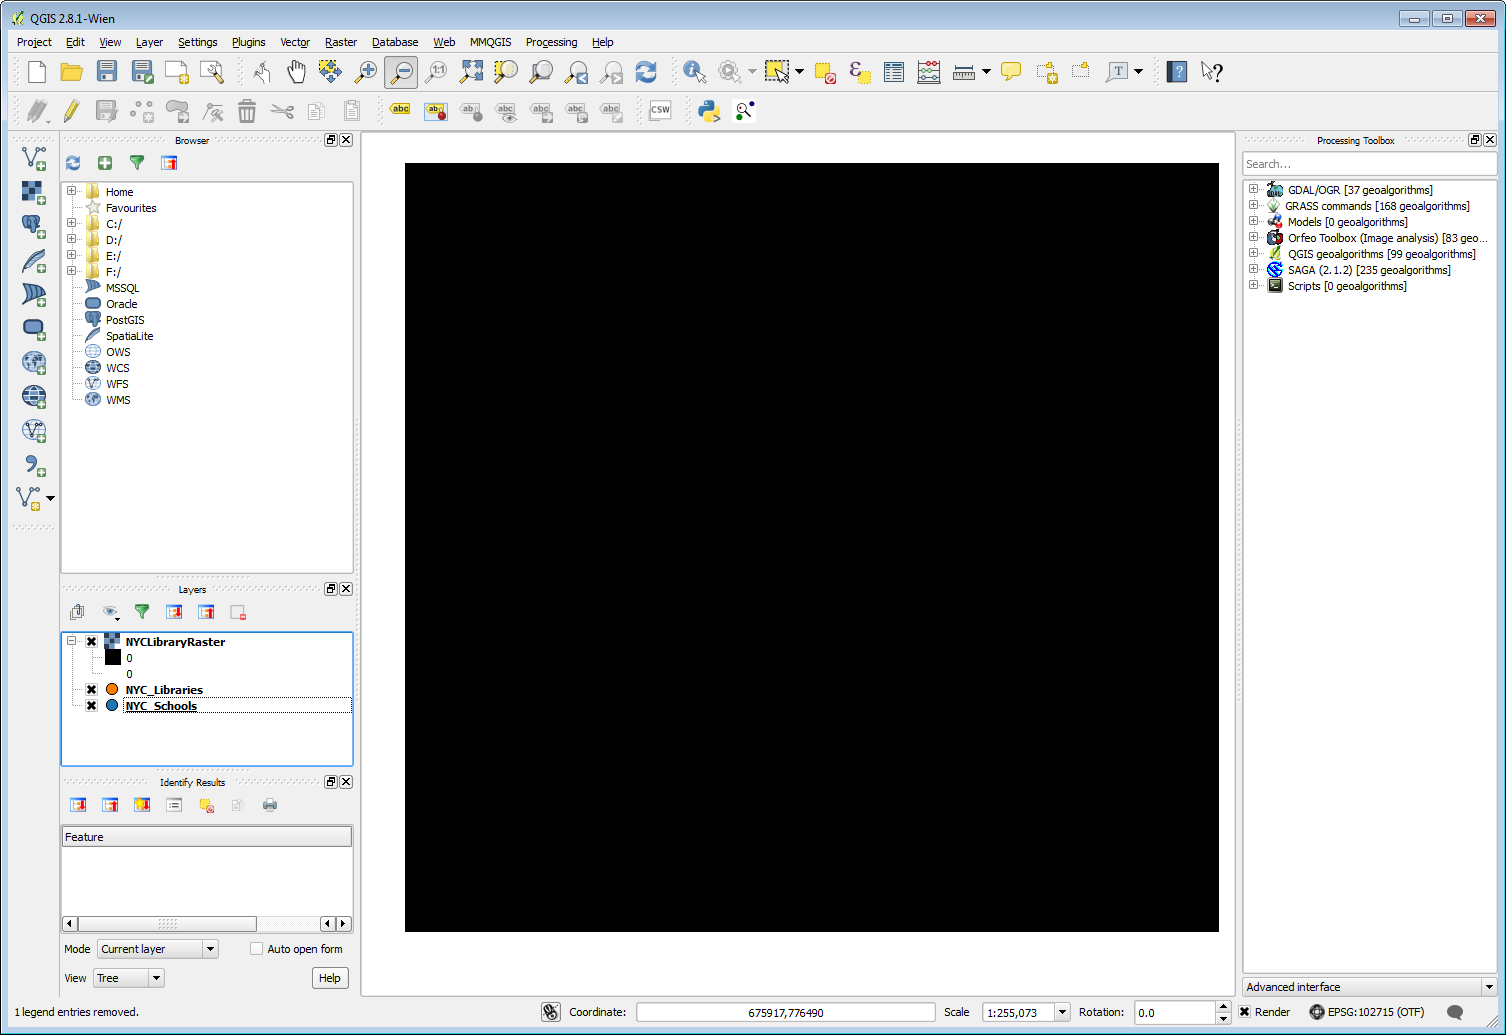 QGIS 2.8.1-Wien
Project Edit View Layer Settings Plugins Vector Raster Database Web MMQGIS Processing Help
1:1
T
?
?
abc ab abc abc abc abc abc CSW
Browser
Home
Favourites
C:/
D:/
E:/
F:/
MSSQL
Oracle
PostGIS
SpatiaLite
OWS
WCS
WFS
WMS
Layers
NYCLibraryRaster
0
0
NYC_Libraries
NYC_Schools
Identify Results
Feature
Mode Current layer Auto open form
View Tree Help
Processing Toolbox
Search...
GDAL/OGR [37 geoalgorithms]
GRASS commands [168 geoalgorithms]
Models [0 geoalgorithms]
Orfeo Toolbox (Image analysis) [83 geo...
QGIS geoalgorithms [99 geoalgorithms]
SAGA (2.1.2) [235 geoalgorithms]
Scripts [0 geoalgorithms]
Advanced interface
1 legend entries removed. Coordinate: 675917,776490 Scale 1:255,073 Rotation: 0.0 Render EPSG:102715 (OTF)